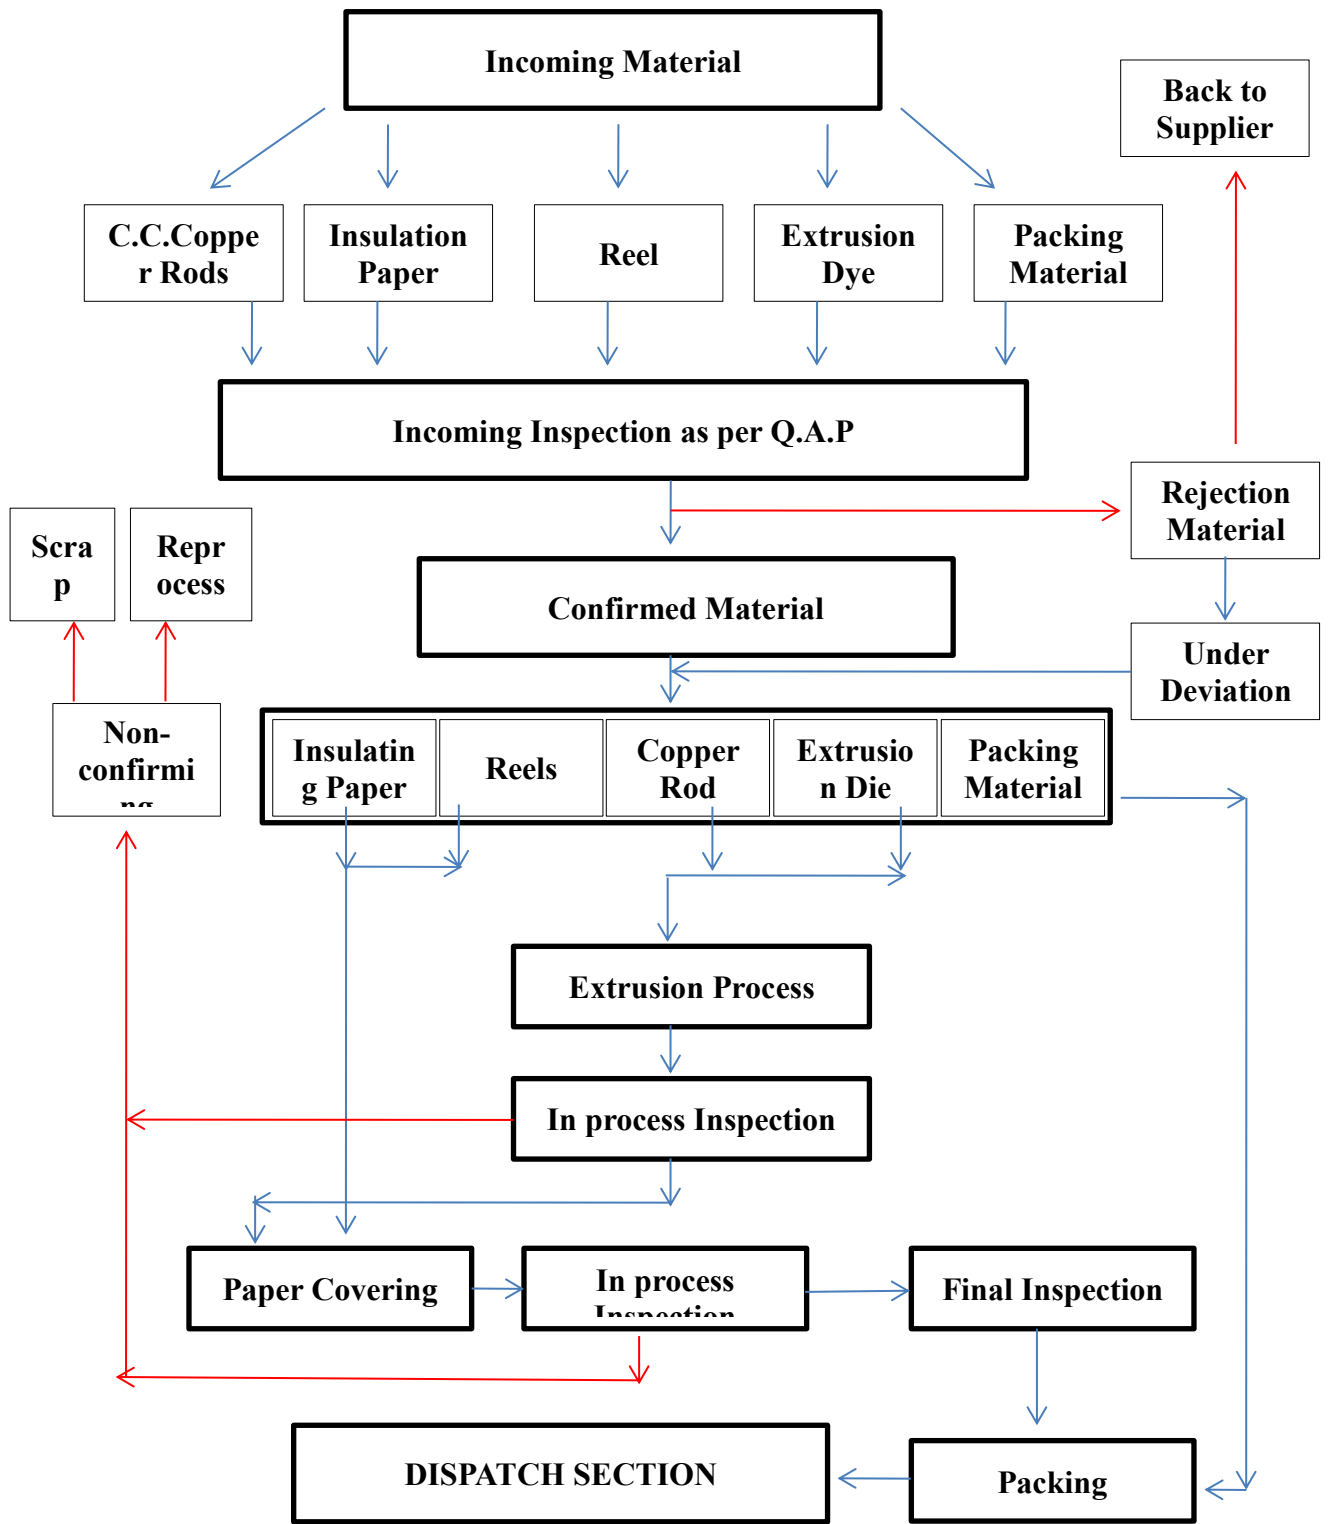 Incoming Material
Back to
Supplier
C.C.Coppe
r Rods
Insulation
Paper
Reel
Extrusion
Dye
Packing
Material
Incoming Inspection as per Q.A.P
Rejection
Material
Scra
p
Repr
ocess
Confirmed Material
Under
Deviation
Non-
confirmi
ng
Insulatin
g Paper
Reels
Copper
Rod
Extrusio
n Die
Packing
Material
Extrusion Process
In process Inspection
Paper Covering
In process
Inspection
Final Inspection
DISPATCH SECTION
Packing